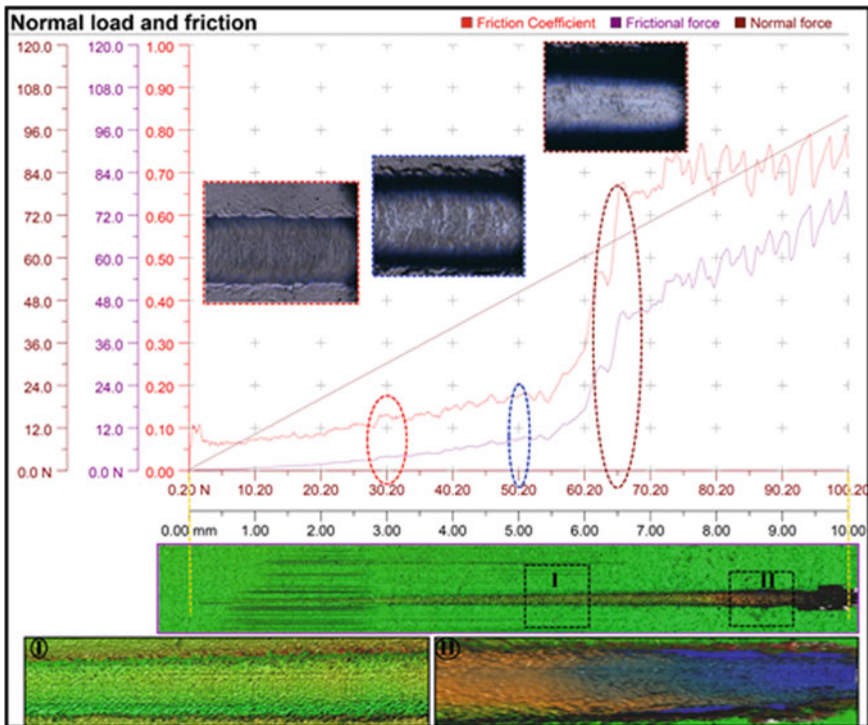 Normal load and friction
Friction Coefficient Frictional force Normal force
120.0 120.0 1.00
108.0 108.0 0.90
96.0 96.0 0.80
84.0 84.0 0.70
72.0 72.0 0.60
60.0 60.0 0.50
48.0 48.0 0.40
36.0 36.0 0.30
24.0 24.0 0.20
12.0 12.0 0.10
0.0 N 0.0 N 0.00
0.20 N 10.20 20.20 30.20 40.20 50.20 60.20 70.20 80.20 90.20 100.20
0.00 mm 1.00 2.00 3.00 4.00 5.00 6.00 7.00 8.00 9.00 10.00
I II
I II